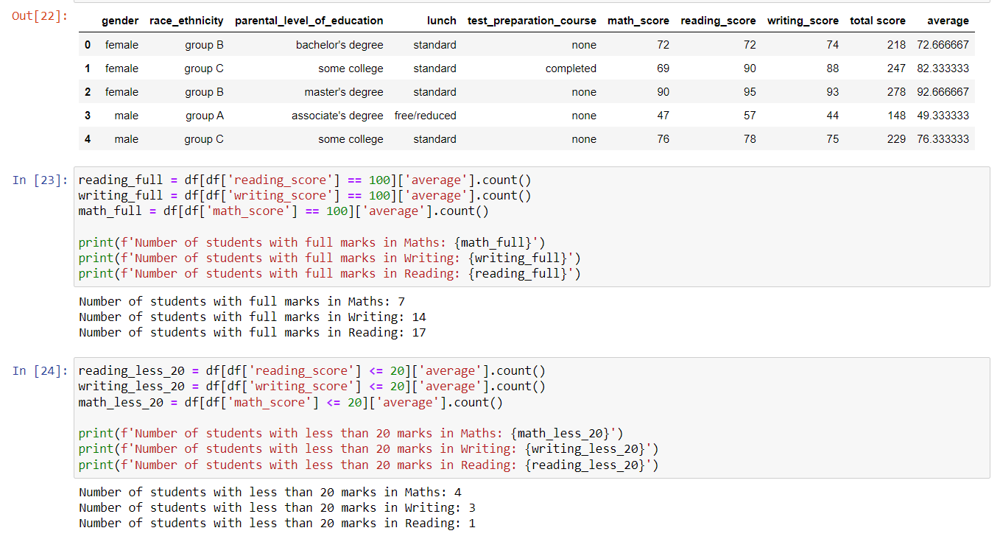 Out[22]:
gender race_ethnicity parental_level_of_education lunch test_preparation_course math_score reading_score writing_score total score average
0 female group B bachelor's degree standard none 72 72 74 218 72.666667
1 female group C some college standard completed 69 90 88 247 82.333333
2 female group B master's degree standard none 90 95 93 278 92.666667
3 male group A associate's degree free/reduced none 47 57 44 148 49.333333
4 male group C some college standard none 76 78 75 229 76.333333
In [23]:
reading_full = df[df['reading_score'] == 100]['average'].count()
writing_full = df[df['writing_score'] == 100]['average'].count()
math_full = df[df['math_score'] == 100]['average'].count()
print(f'Number of students with full marks in Maths: {math_full}')
print(f'Number of students with full marks in Writing: {writing_full}')
print(f'Number of students with full marks in Reading: {reading_full}')
Number of students with full marks in Maths: 7
Number of students with full marks in Writing: 14
Number of students with full marks in Reading: 17
In [24]:
reading_less_20 = df[df['reading_score'] <= 20]['average'].count()
writing_less_20 = df[df['writing_score'] <= 20]['average'].count()
math_less_20 = df[df['math_score'] <= 20]['average'].count()
print(f'Number of students with less than 20 marks in Maths: {math_less_20}')
print(f'Number of students with less than 20 marks in Writing: {writing_less_20}')
print(f'Number of students with less than 20 marks in Reading: {reading_less_20}')
Number of students with less than 20 marks in Maths: 4
Number of students with less than 20 marks in Writing: 3
Number of students with less than 20 marks in Reading: 1